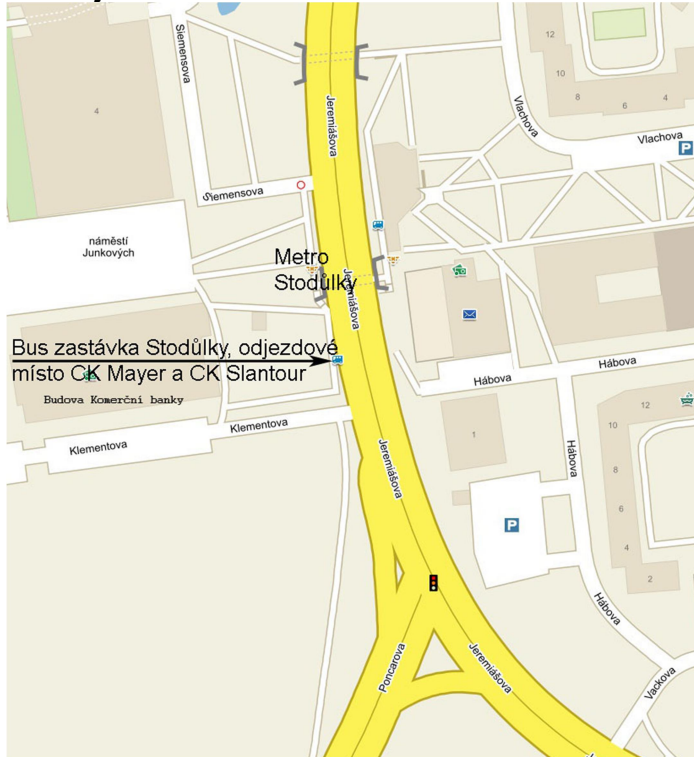 Siemensova
4
Jeremiášova
Vlachova
12
10
8
6
4
Vlachova
P
Siemensova
náměstí
Junkových
Metro
Stodůlky
Jeremiášova
Bus zastávka Stodůlky, odjezdové
místo CK Mayer a CK Slantour
Budova Komerční banky
Hábova
Hábova
Klementova
Klementova
Jeremiášova
1
Hábova
12
10
8
6
4
2
P
Hábova
Poncarova
Jeremiášova
Vackova